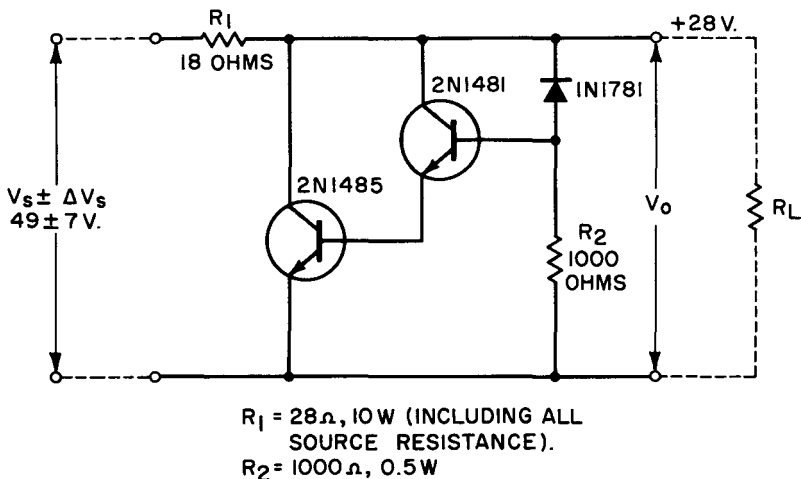 R1
18 OHMS
+28 V.
2N1481
1N1781
2N1485
Vs ± ΔVs
49 ± 7 V.
R2
1000
OHMS
Vo
RL
R1 = 28Ω, 10 W (INCLUDING ALL
SOURCE RESISTANCE).
R2 = 1000Ω, 0.5 W